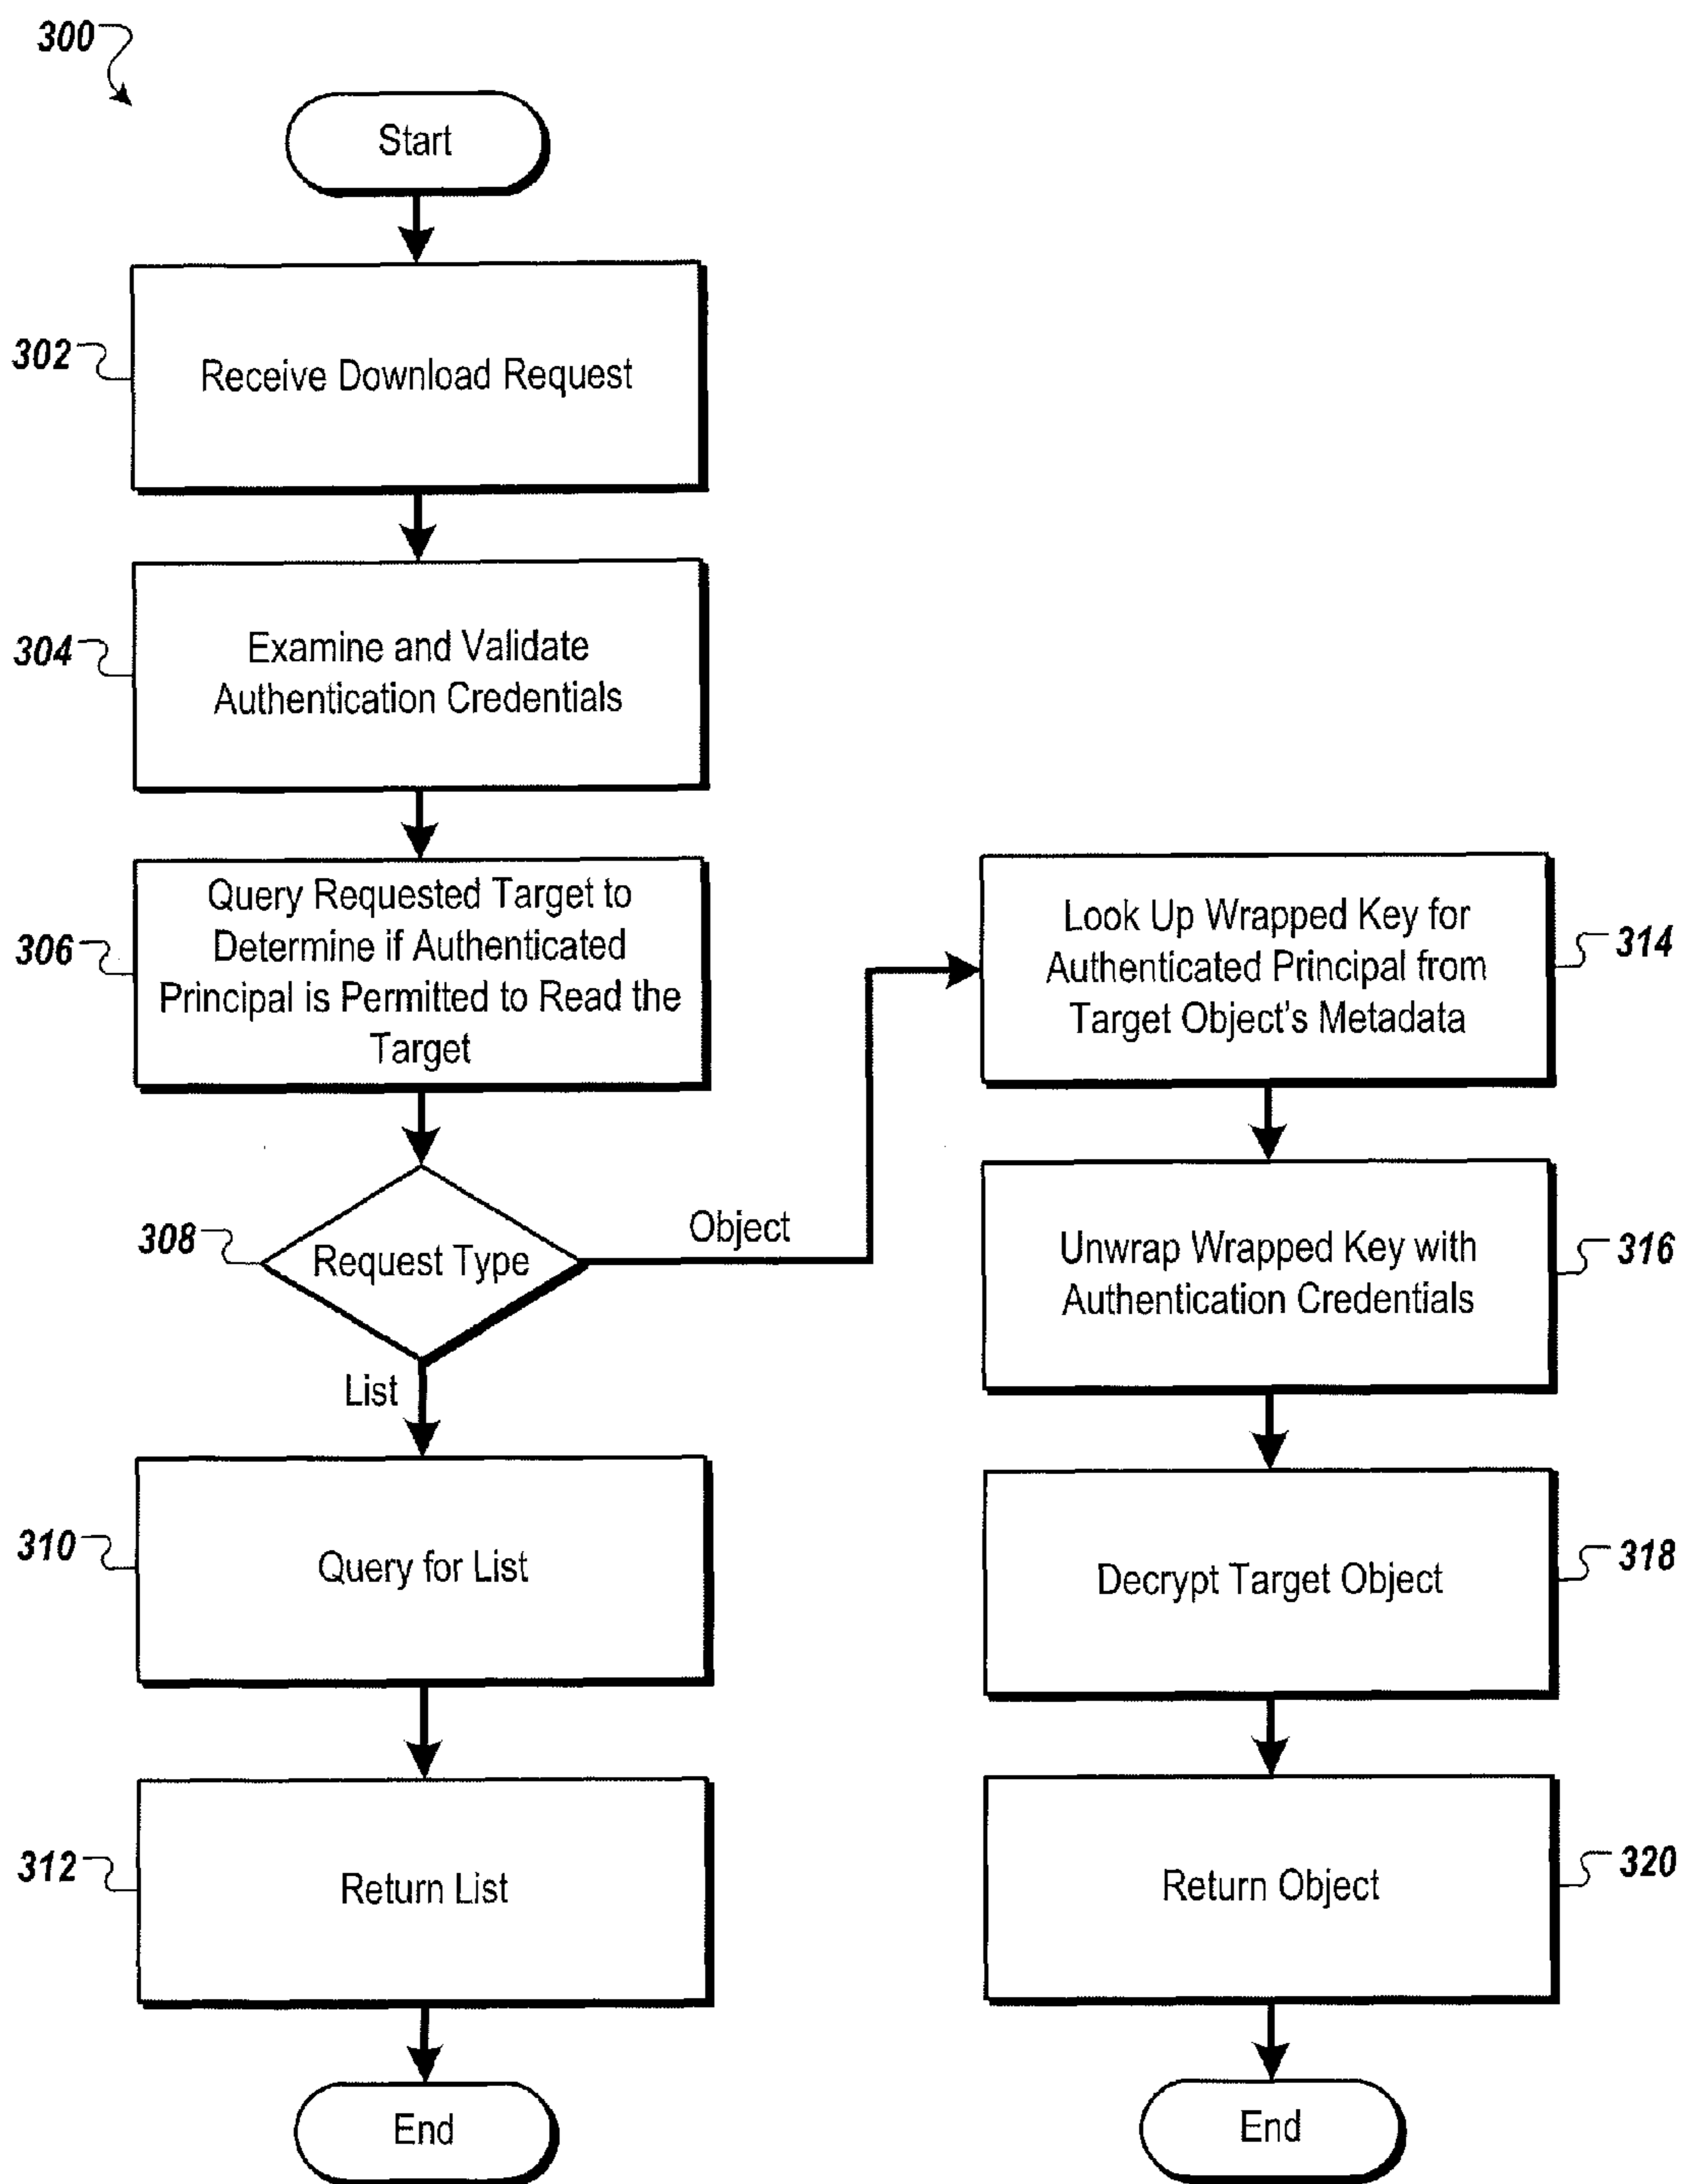 300
Start
302
Receive Download Request
304
Examine and Validate
Authentication Credentials
306
Query Requested Target to
Determine if Authenticated
Principal is Permitted to Read the
Target
308
Request Type
Object
List
310
Query for List
312
Return List
End
Look Up Wrapped Key for
Authenticated Principal from
Target Object's Metadata
314
Unwrap Wrapped Key with
Authentication Credentials
316
Decrypt Target Object
318
Return Object
320
End